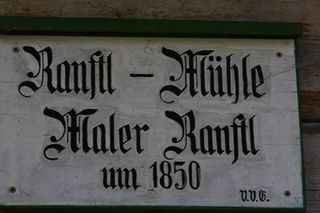 Ranftl – Mühle
Maler Ranftl
um 1850
v.v.G.